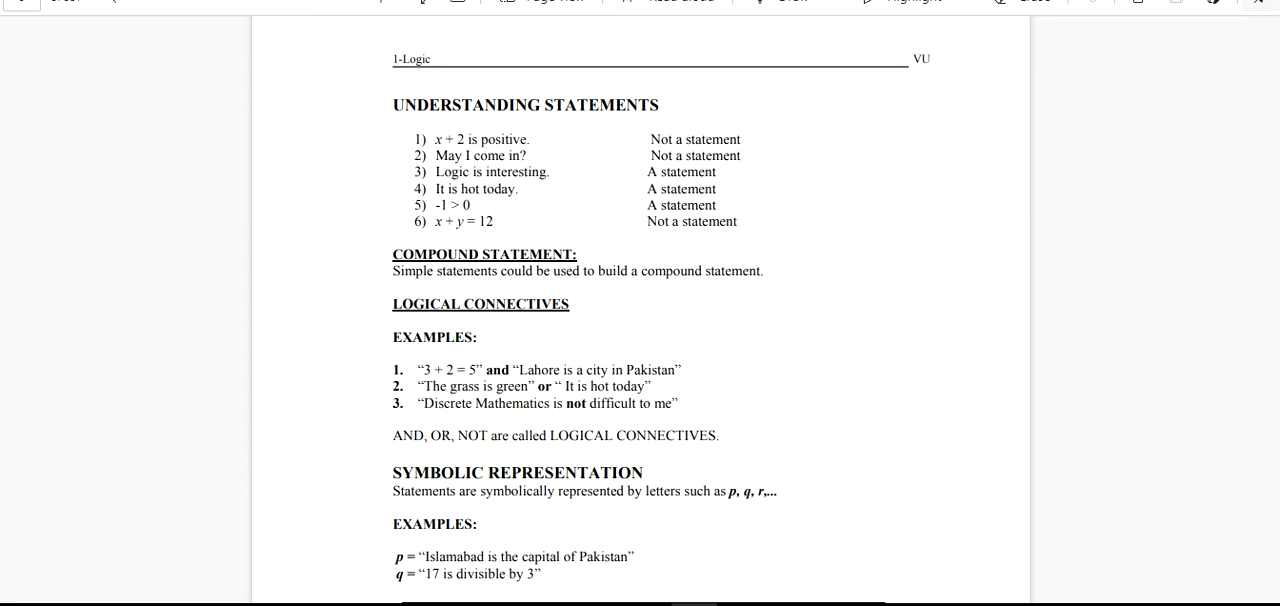 1-Logic VU
UNDERSTANDING STATEMENTS
1) x + 2 is positive. Not a statement
2) May I come in? Not a statement
3) Logic is interesting. A statement
4) It is hot today. A statement
5) -1 > 0 A statement
6) x + y = 12 Not a statement
COMPOUND STATEMENT:
Simple statements could be used to build a compound statement.
LOGICAL CONNECTIVES
EXAMPLES:
1. “3 + 2 = 5” and “Lahore is a city in Pakistan”
2. “The grass is green” or “ It is hot today”
3. “Discrete Mathematics is not difficult to me”
AND, OR, NOT are called LOGICAL CONNECTIVES.
SYMBOLIC REPRESENTATION
Statements are symbolically represented by letters such as p, q, r,...
EXAMPLES:
p = “Islamabad is the capital of Pakistan”
q = “17 is divisible by 3”